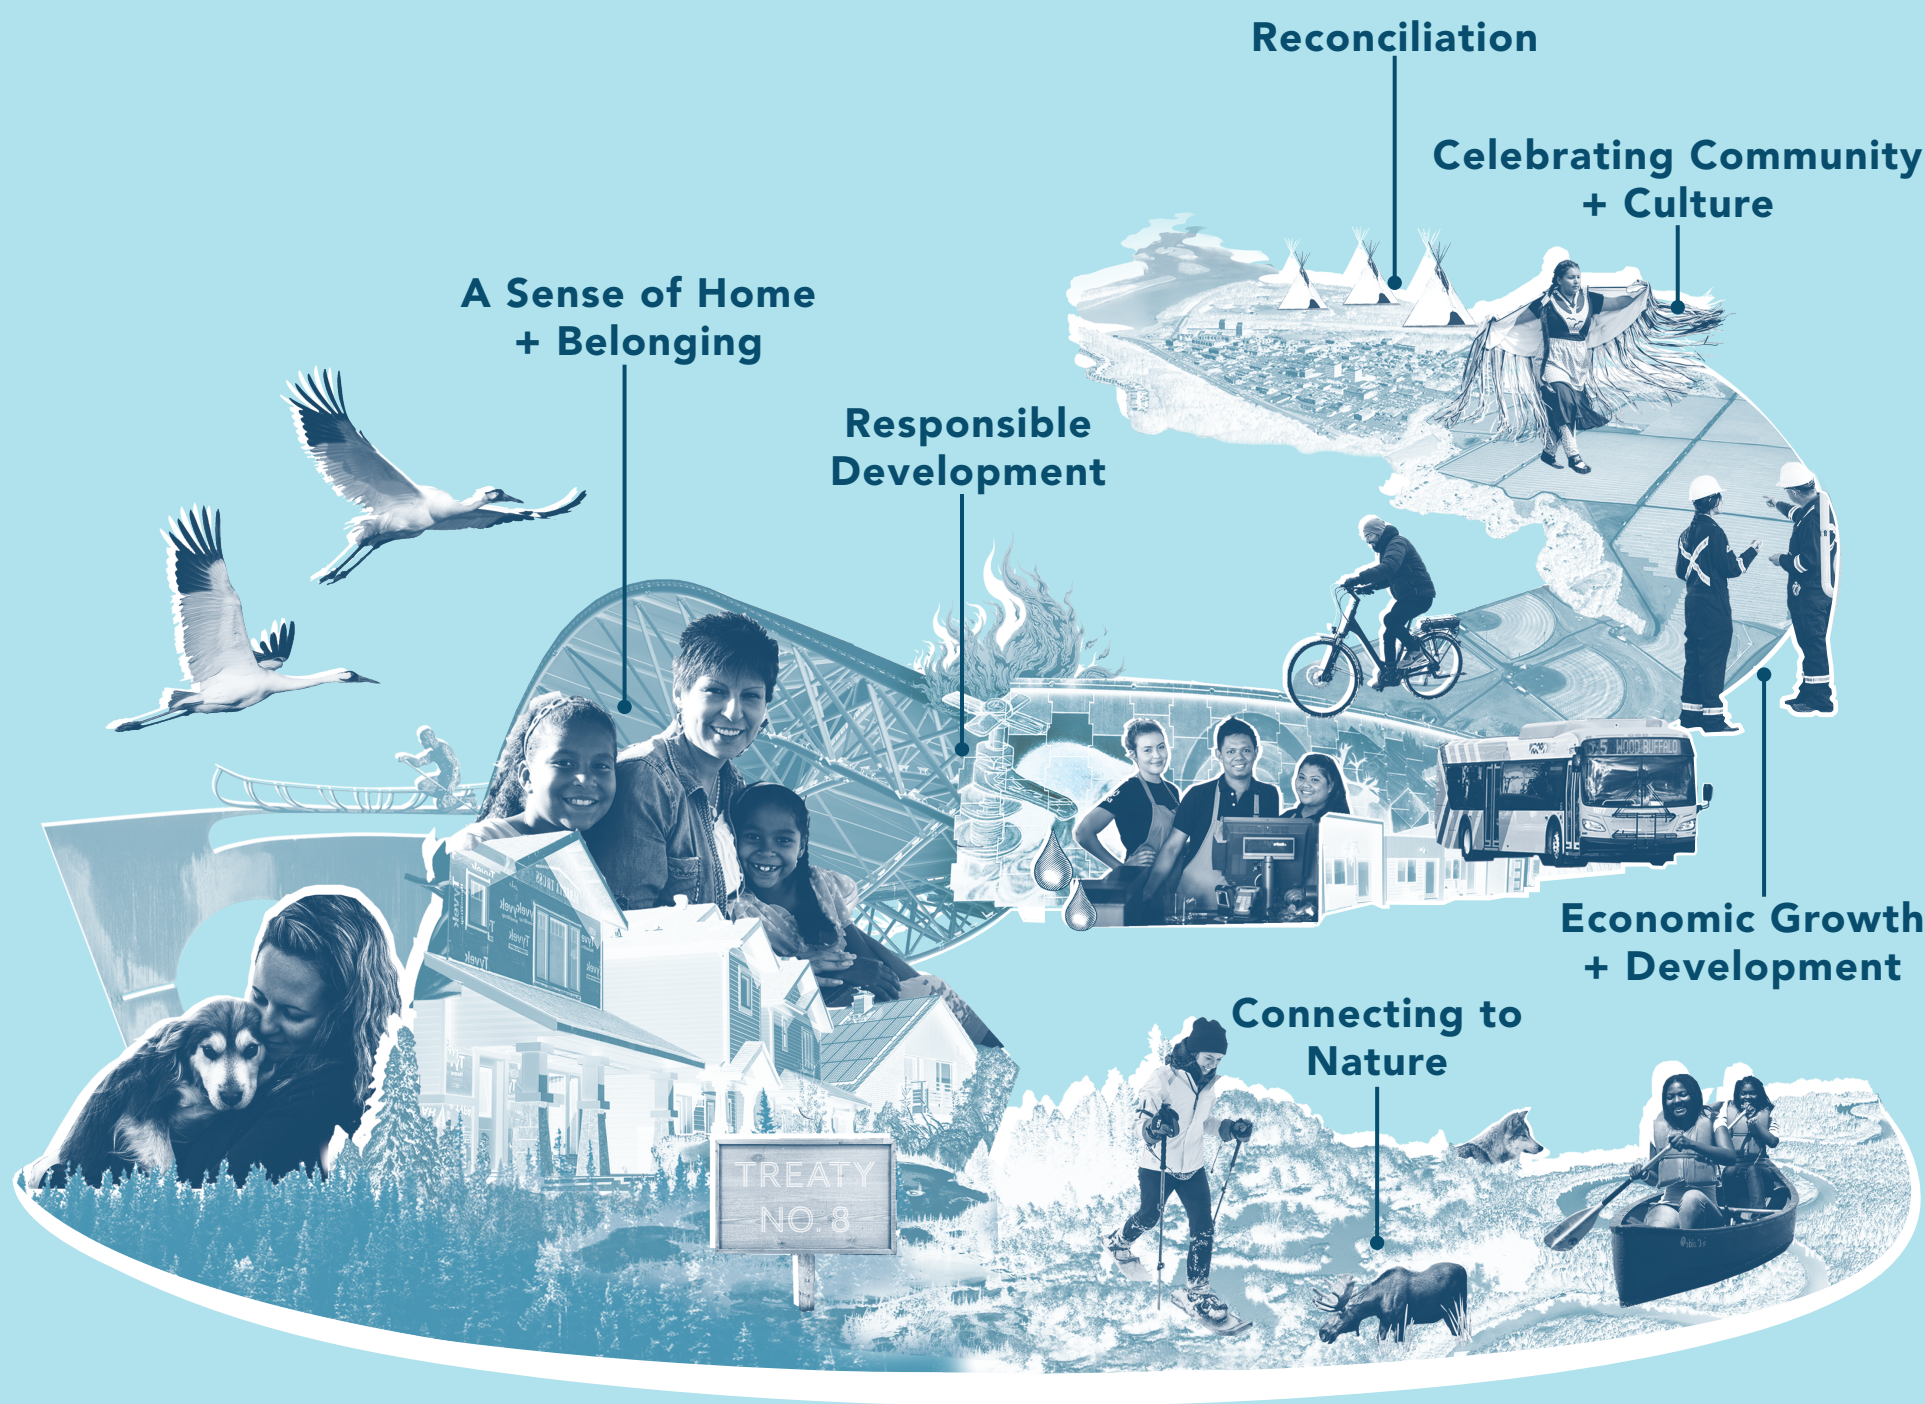 Reconciliation
Celebrating Community
+ Culture
A Sense of Home
+ Belonging
Responsible
Development
5 WOOD BUFFALO
Economic Growth
+ Development
Connecting to
Nature
TREATY
NO. 8